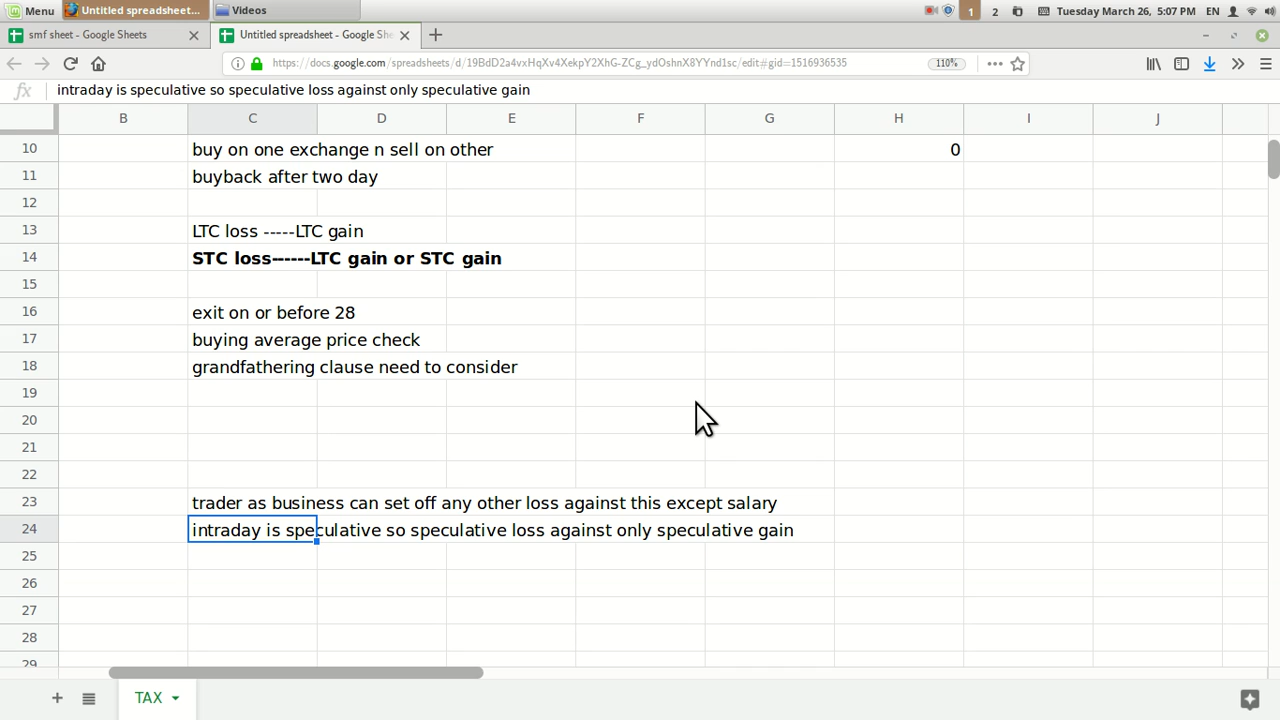 Menu Untitled spreadsheet... Videos 1 2 Tuesday March 26, 5:07 PM EN
smf sheet - Google Sheets Untitled spreadsheet - Google She
https://docs.google.com/spreadsheets/d/19BdD2a4vxHqXv4XekpY2XhG-ZCg_ydOshnX8YYnd1sc/edit#gid=1516936535 110%
fx intraday is speculative so speculative loss against only speculative gain
B C D E F G H I J
10 buy on one exchange n sell on other 0
11 buyback after two day
12
13 LTC loss -----LTC gain
14 STC loss------LTC gain or STC gain
15
16 exit on or before 28
17 buying average price check
18 grandfathering clause need to consider
19
20
21
22
23 trader as business can set off any other loss against this except salary
24 intraday is speculative so speculative loss against only speculative gain
25
26
27
28
29
+ TAX